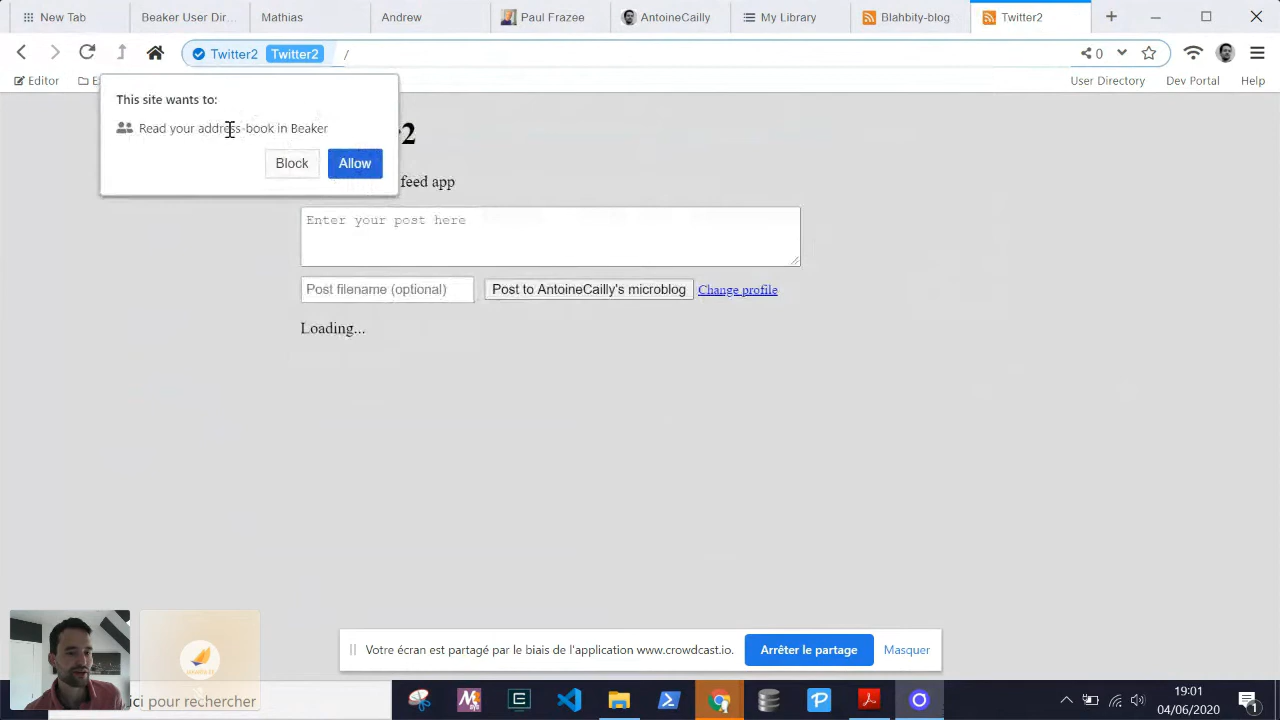 New Tab
Beaker User Dir...
Mathias
Andrew
Paul Frazee
AntoineCailly
My Library
Blahbity-blog
Twitter2
Twitter2 Twitter2 /
0
Editor
User Directory
Dev Portal
Help
This site wants to:
Read your address-book in Beaker
Block
Allow
r2
feed app
Enter your post here
Post filename (optional)
Post to AntoineCailly's microblog
Change profile
Loading...
Votre écran est partagé par le biais de l'application www.crowdcast.io.
Arrêter le partage
Masquer
ici pour rechercher
19:01
04/06/2020
1